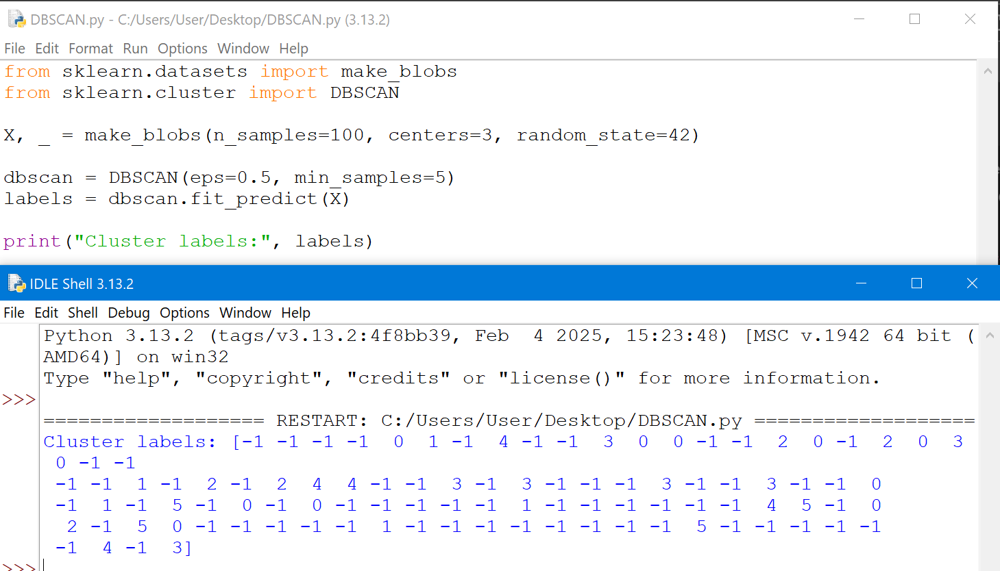 DBSCAN.py - C:/Users/User/Desktop/DBSCAN.py (3.13.2)
File Edit Format Run Options Window Help
from sklearn.datasets import make_blobs
from sklearn.cluster import DBSCAN
X, _ = make_blobs(n_samples=100, centers=3, random_state=42)
dbscan = DBSCAN(eps=0.5, min_samples=5)
labels = dbscan.fit_predict(X)
print("Cluster labels:", labels)
IDLE Shell 3.13.2
File Edit Shell Debug Options Window Help
Python 3.13.2 (tags/v3.13.2:4f8bb39, Feb  4 2025, 15:23:48) [MSC v.1942 64 bit (
AMD64)] on win32
Type "help", "copyright", "credits" or "license()" for more information.
>>>
=================== RESTART: C:/Users/User/Desktop/DBSCAN.py ===================
Cluster labels: [-1 -1 -1 -1  0  1 -1  4 -1 -1  3  0  0 -1 -1  2  0 -1  2  0  3
 0 -1 -1
 -1 -1  1 -1  2 -1  2  4  4 -1 -1  3 -1  3 -1 -1 -1  3 -1 -1  3 -1 -1  0
 -1  1 -1  5 -1  0 -1  0 -1 -1 -1 -1 -1  1 -1 -1 -1 -1 -1 -1  4  5 -1  0
  2 -1  5  0 -1 -1 -1 -1 -1  1 -1 -1 -1 -1 -1 -1 -1 -1  5 -1 -1 -1 -1 -1
 -1  4 -1  3]
>>>